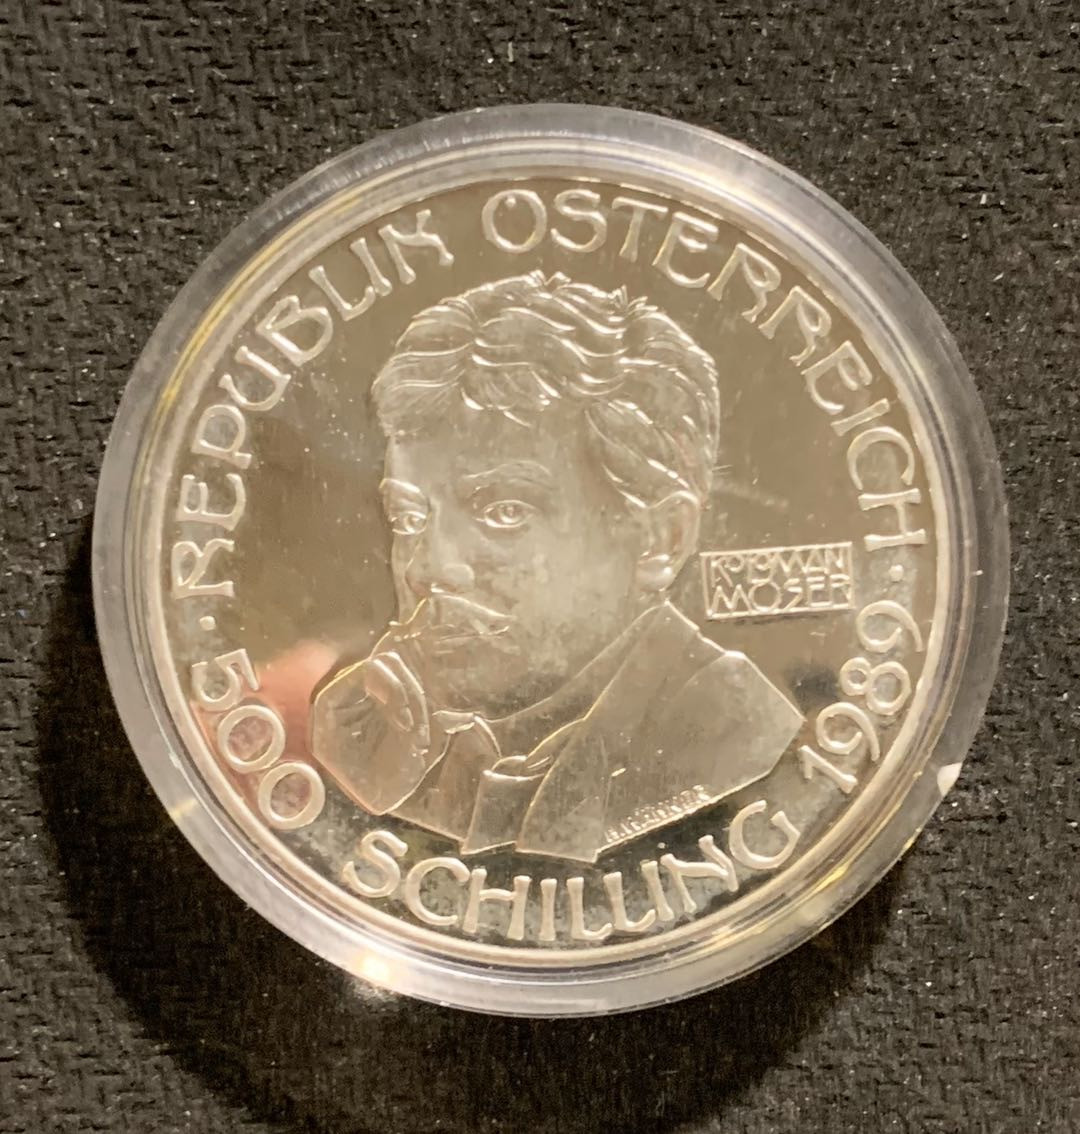 · REPUBLIK ÖSTERREICH ·
500 SCHILLING 1989
KOLOMAN
MOSER